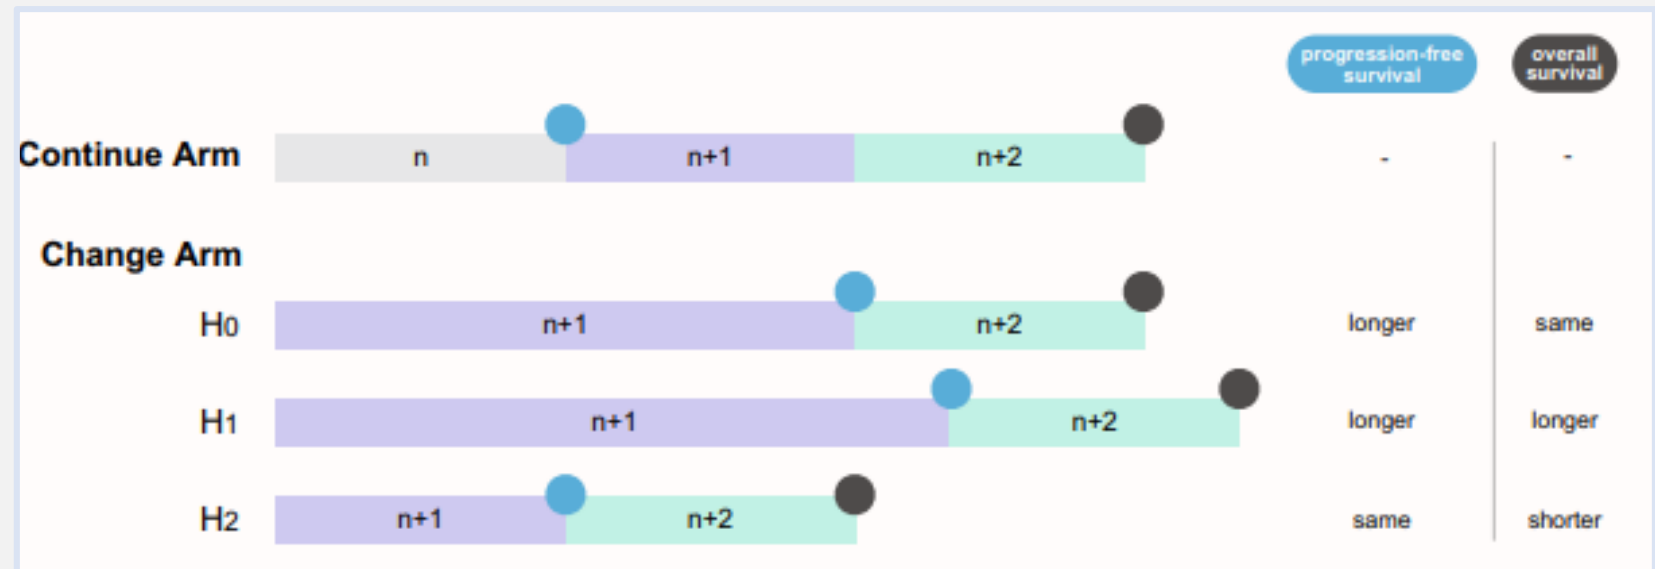 progression-free
survival
overall
survival
Continue Arm n n+1 n+2 - -
Change Arm
H0 n+1 n+2 longer same
H1 n+1 n+2 longer longer
H2 n+1 n+2 same shorter